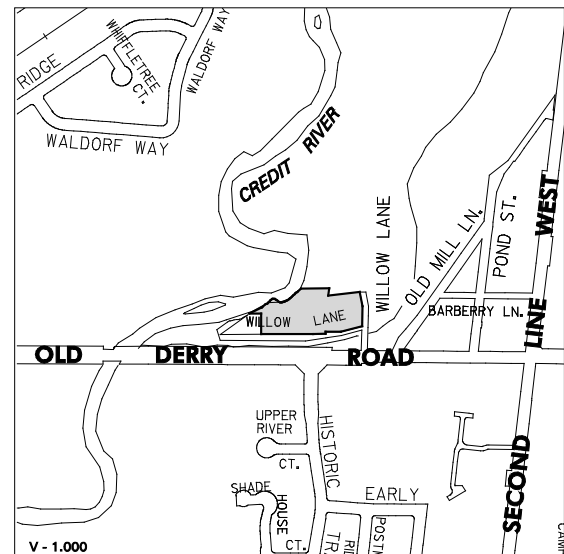 WHIFFLETREE
CT.
WALDORF WAY
RIDGE
WALDORF WAY
CREDIT RIVER
WILLOW LANE
OLD MILL LN.
POND ST.
SECOND LINE WEST
BARBERRY LN.
WILLOW LANE
OLD DERRY ROAD
UPPER
RIVER
CT.
HISTORIC
SHADE
HOUSE
CT.
EARLY
V - 1.000